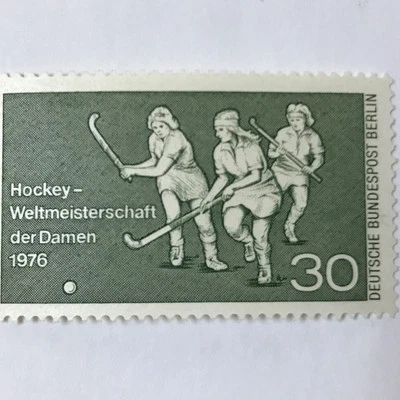 Hockey-
Weltmeisterschaft
der Damen
1976
30
DEUTSCHE BUNDESPOST BERLIN